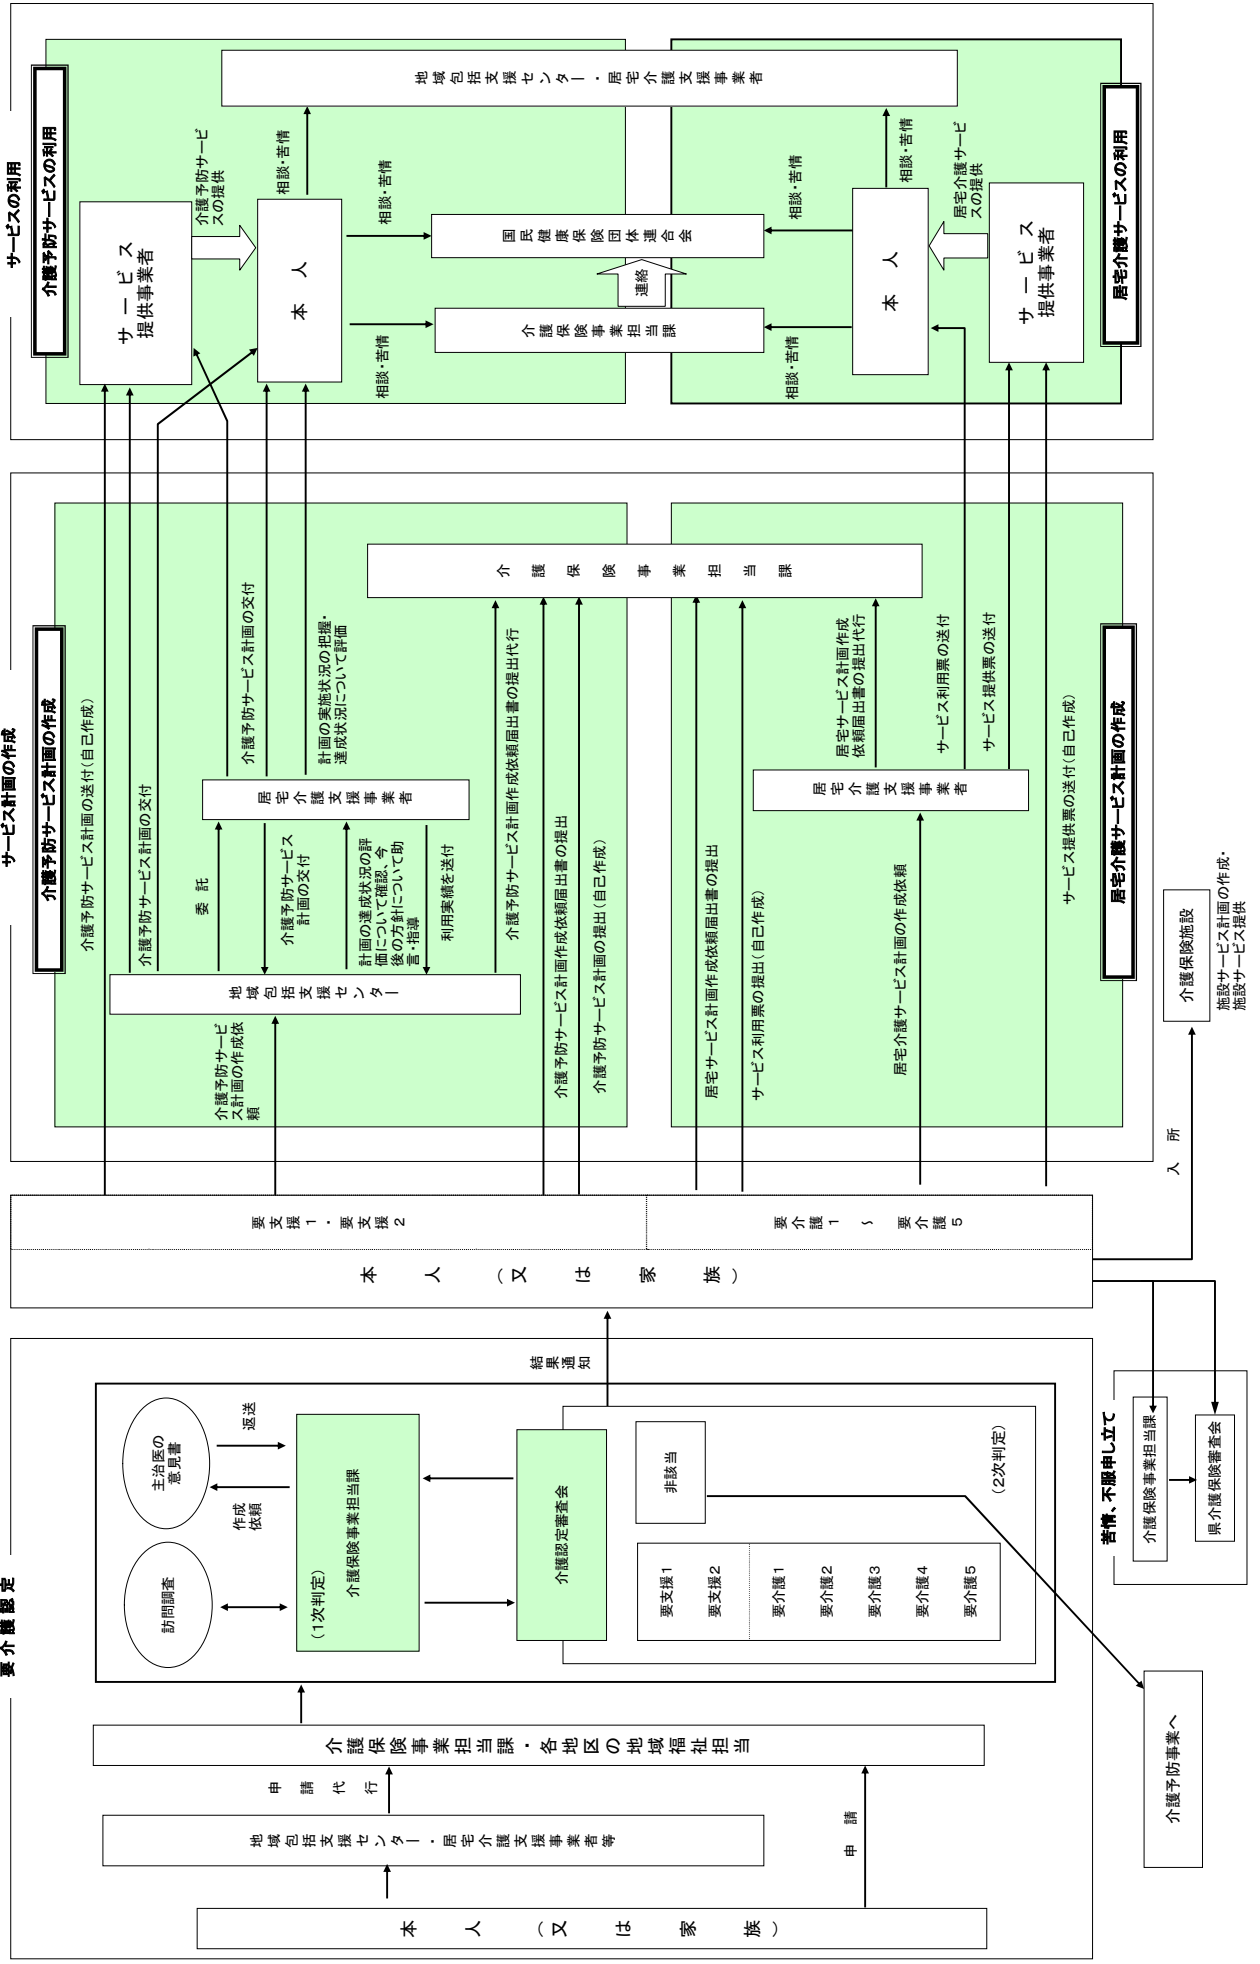 要介護認定
本人（又は家族）
地域包括支援センター・居宅介護支援事業者等
申請代行
申請
介護保険事業担当課・各地区の地域福祉担当
訪問調査
主治医の
意見書
作成
依頼
返送
（1次判定）
介護保険事業担当課
介護認定審査会
要支援1
要支援2
要介護1
要介護2
要介護3
要介護4
要介護5
非該当
（2次判定）
介護予防事業へ
結果通知
苦情、不服申し立て
介護保険事業担当課
県介護保険審査会
本人（又は家族）
要支援1・要支援2
要介護1～要介護5
入所
介護保険施設
施設サービス計画の作成・
施設サービス提供
サービス計画の作成
介護予防サービス計画の作成
介護予防サービス計画の送付（自己作成）
介護予防サービス計画の交付
介護予防サービ
ス計画の作成依
頼
地域包括支援センター
委託
介護予防サービス
計画の交付
計画の達成状況の評
価について確認、今
後の方針について助
言・指導
利用実績を送付
居宅介護支援事業者
介護予防サービス計画の交付
計画の実施状況の把握・
達成状況について評価
介護予防サービス計画作成依頼届出書の提出代行
介護予防サービス計画作成依頼届出書の提出
介護予防サービス計画の提出（自己作成）
介護保険事業担当課
居宅サービス計画作成依頼届出書の提出
サービス利用票の提出（自己作成）
居宅介護サービス計画の作成依頼
居宅介護支援事業者
居宅サービス計画作成
依頼届出書の提出代行
サービス利用票の送付
サービス提供票の送付
サービス提供票の送付（自己作成）
居宅介護サービス計画の作成
サービスの利用
介護予防サービスの利用
サービス
提供事業者
介護予防サービ
スの提供
本人
相談・苦情
相談・苦情
相談・苦情
地域包括支援センター・居宅介護支援事業者
国民健康保険団体連合会
連絡
介護保険事業担当課
相談・苦情
相談・苦情
相談・苦情
本人
居宅介護サービ
スの提供
サービス
提供事業者
居宅介護サービスの利用